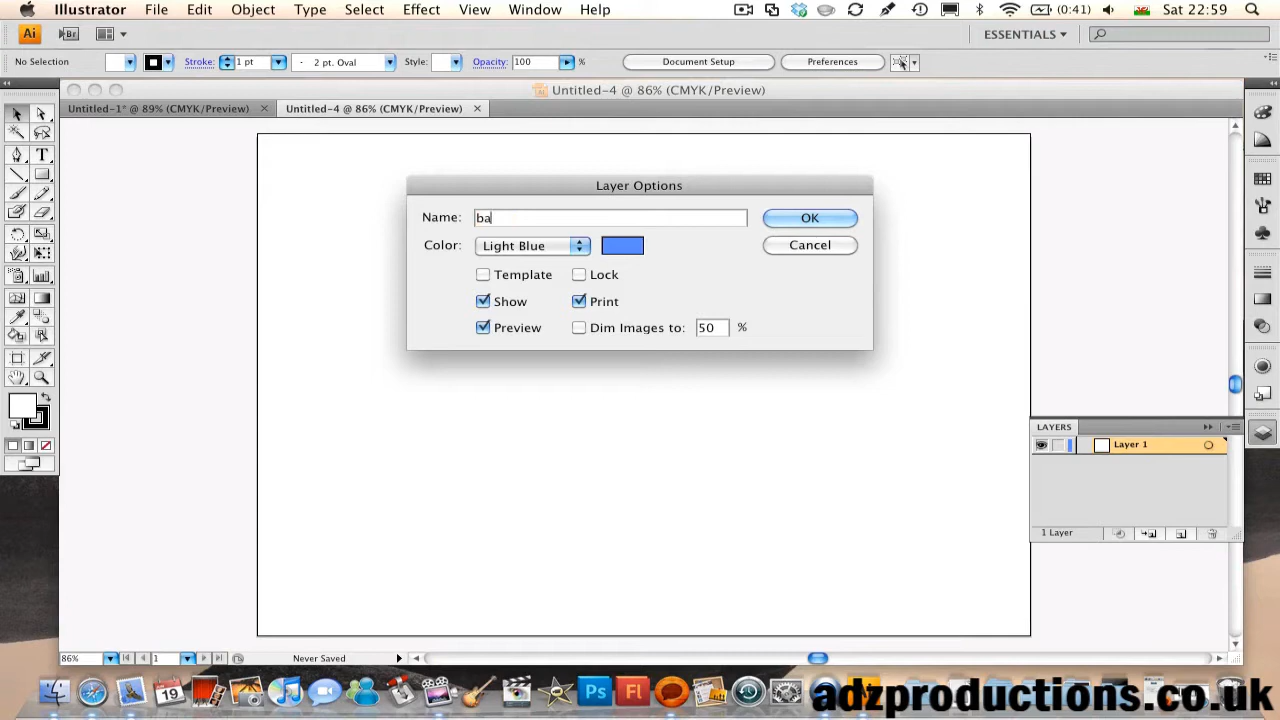 Illustrator File Edit Object Type Select Effect View Window Help (0:41) Sat 22:59
Ai Br ESSENTIALS
No Selection Stroke: 1 pt 2 pt. Oval Style: Opacity: 100 % Document Setup Preferences
Untitled-4 @ 86% (CMYK/Preview)
Untitled-1* @ 89% (CMYK/Preview) Untitled-4 @ 86% (CMYK/Preview)
Layer Options
Name: ba OK
Color: Light Blue Cancel
Template Lock
Show Print
Preview Dim Images to: 50 %
LAYERS
Layer 1
1 Layer
86% 1 Never Saved
19 Ps Fl
adzproductions.co.uk